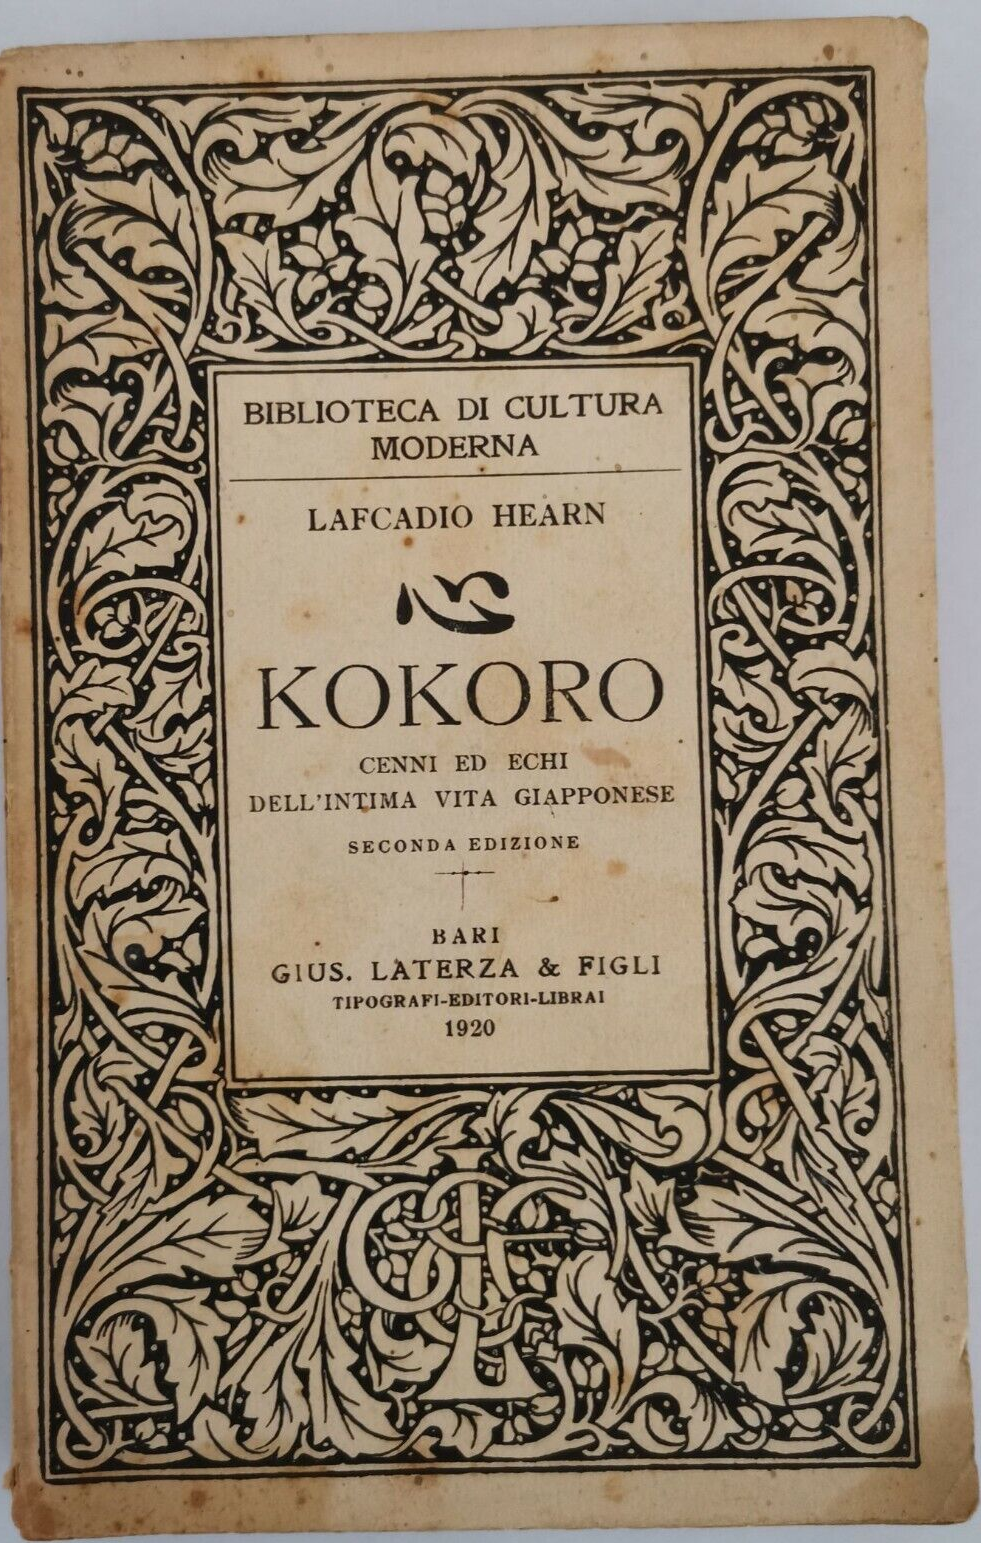 BIBLIOTECA DI CULTURA
MODERNA
LAFCADIO HEARN
心
KOKORO
CENNI ED ECHI
DELL'INTIMA VITA GIAPPONESE
SECONDA EDIZIONE
BARI
GIUS. LATERZA & FIGLI
TIPOGRAFI-EDITORI-LIBRAI
1920